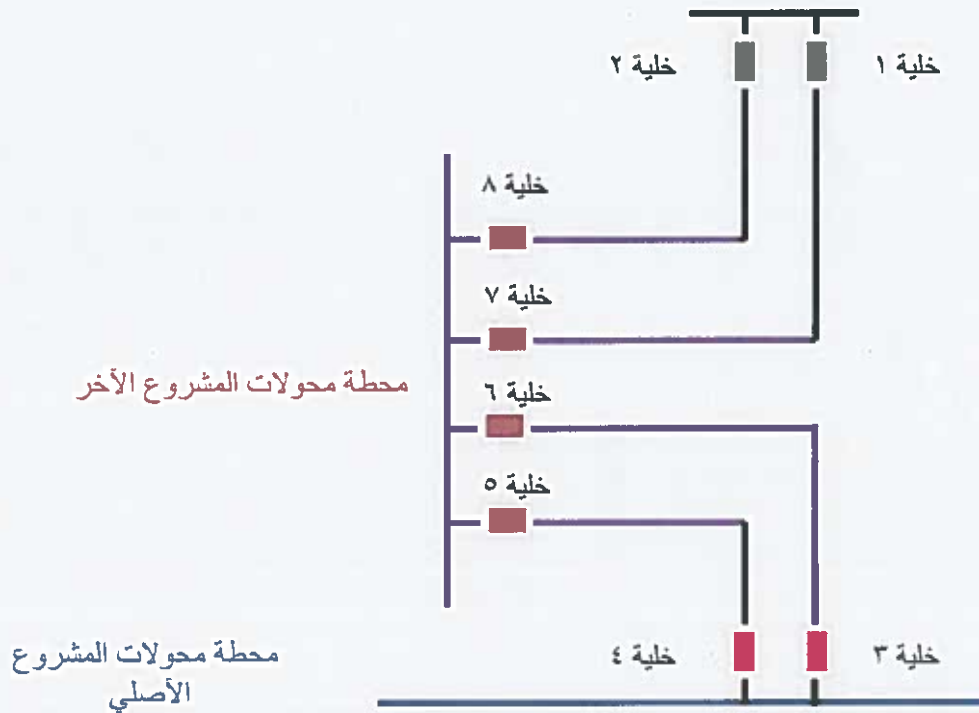 خلية ١
خلية ٢
خلية ٨
خلية ٧
محطة محولات المشروع الآخر
خلية ٦
خلية ٥
محطة محولات المشروع
الأصلي
خلية ٣
خلية ٤